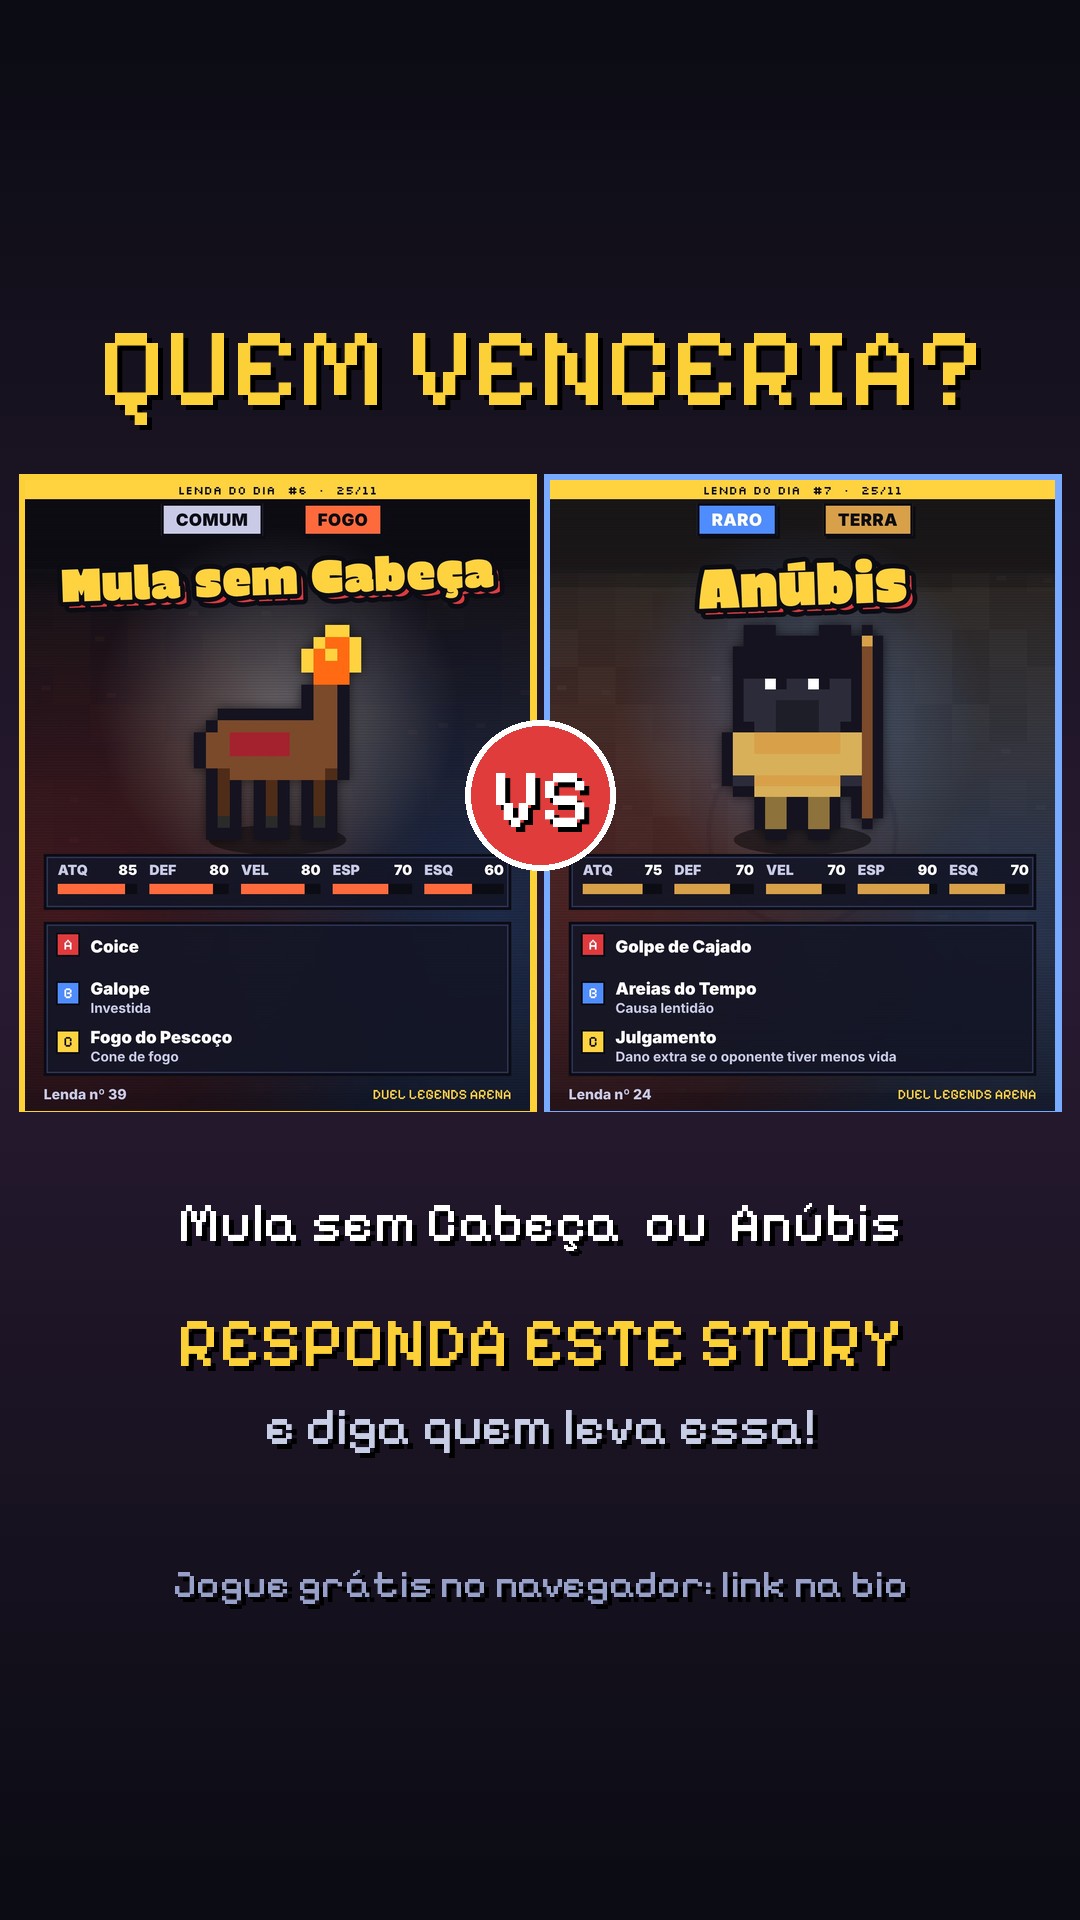 QUEM VENCERIA?
LENDA DO DIA #6 · 25/11
COMUM FOGO
Mula sem Cabeça
ATQ 85 DEF 80 VEL 80 ESP 70 ESQ 60
A Coice
B Galope
Investida
C Fogo do Pescoço
Cone de fogo
Lenda nº 39 DUEL LEGENDS ARENA
VS
LENDA DO DIA #7 · 25/11
RARO TERRA
Anúbis
ATQ 75 DEF 70 VEL 70 ESP 90 ESQ 70
A Golpe de Cajado
B Areias do Tempo
Causa lentidão
C Julgamento
Dano extra se o oponente tiver menos vida
Lenda nº 24 DUEL LEGENDS ARENA
Mula sem Cabeça ou Anúbis
RESPONDA ESTE STORY
e diga quem leva essa!
Jogue grátis no navegador: link na bio